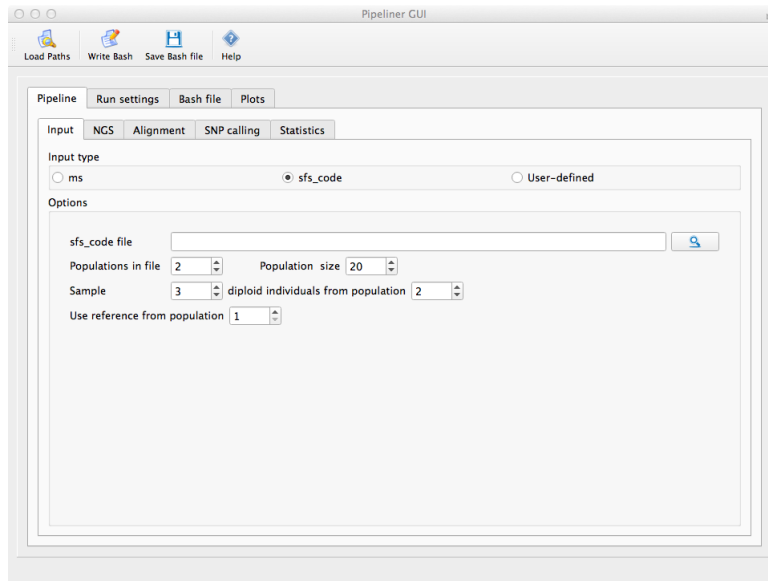 Pipeliner GUI
Load Paths Write Bash Save Bash file Help
Pipeline Run settings Bash file Plots
Input NGS Alignment SNP calling Statistics
Input type
ms sfs_code User-defined
Options
sfs_code file
Populations in file 2 Population size 20
Sample 3 diploid individuals from population 2
Use reference from population 1